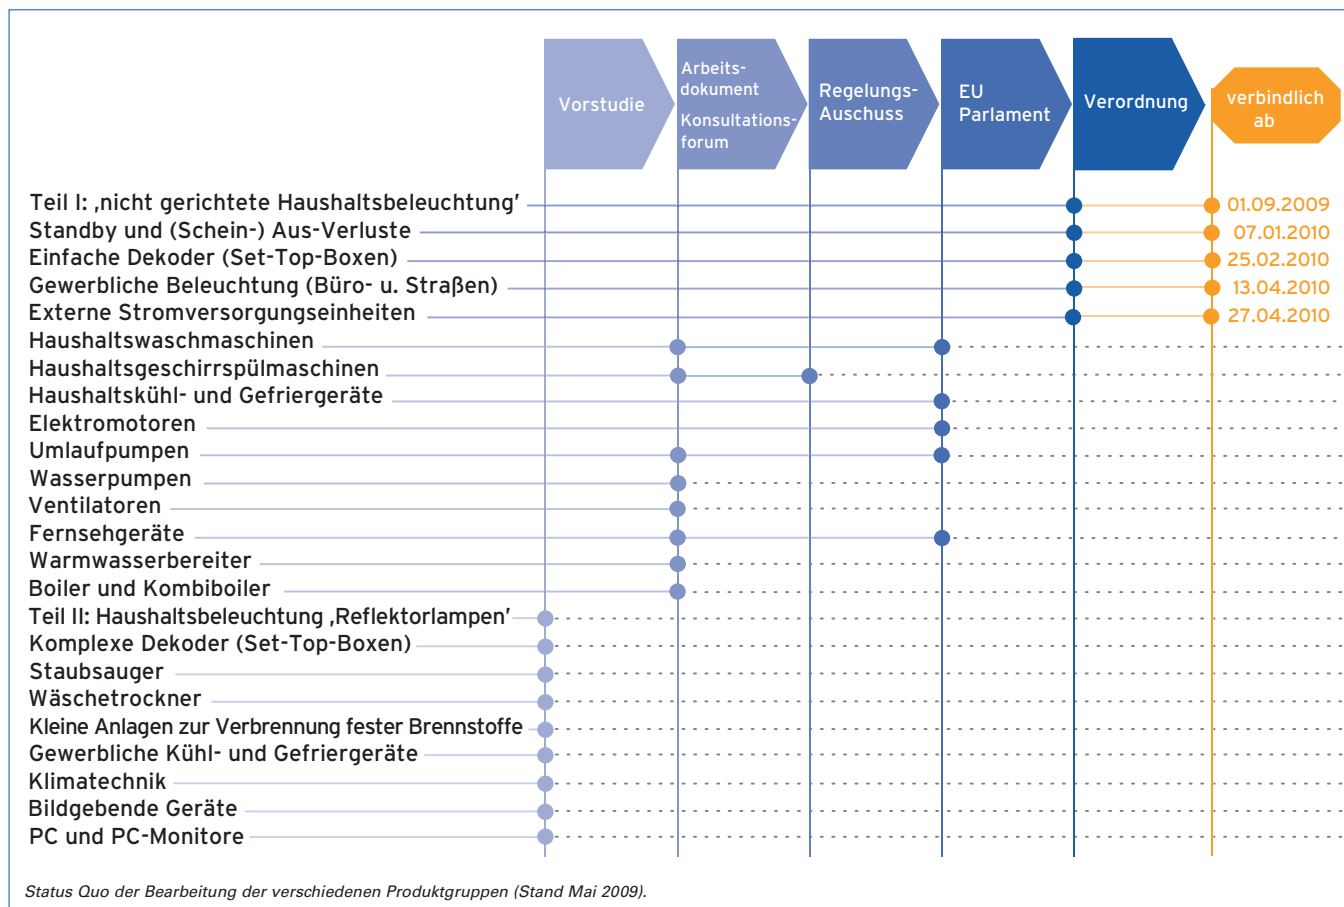 Vorstudie
Arbeits-
dokument
Konsultations-
forum
Regelungs-
Auschuss
EU
Parlament
Verordnung
verbindlich
ab
Teil I: ‚nicht gerichtete Haushaltsbeleuchtung’ 01.09.2009
Standby und (Schein-) Aus-Verluste 07.01.2010
Einfache Dekoder (Set-Top-Boxen) 25.02.2010
Gewerbliche Beleuchtung (Büro- u. Straßen) 13.04.2010
Externe Stromversorgungseinheiten 27.04.2010
Haushaltswaschmaschinen
Haushaltsgeschirrspülmaschinen
Haushaltskühl- und Gefriergeräte
Elektromotoren
Umlaufpumpen
Wasserpumpen
Ventilatoren
Fernsehgeräte
Warmwasserbereiter
Boiler und Kombiboiler
Teil II: Haushaltsbeleuchtung ‚Reflektorlampen’
Komplexe Dekoder (Set-Top-Boxen)
Staubsauger
Wäschetrockner
Kleine Anlagen zur Verbrennung fester Brennstoffe
Gewerbliche Kühl- und Gefriergeräte
Klimatechnik
Bildgebende Geräte
PC und PC-Monitore
Status Quo der Bearbeitung der verschiedenen Produktgruppen (Stand Mai 2009).